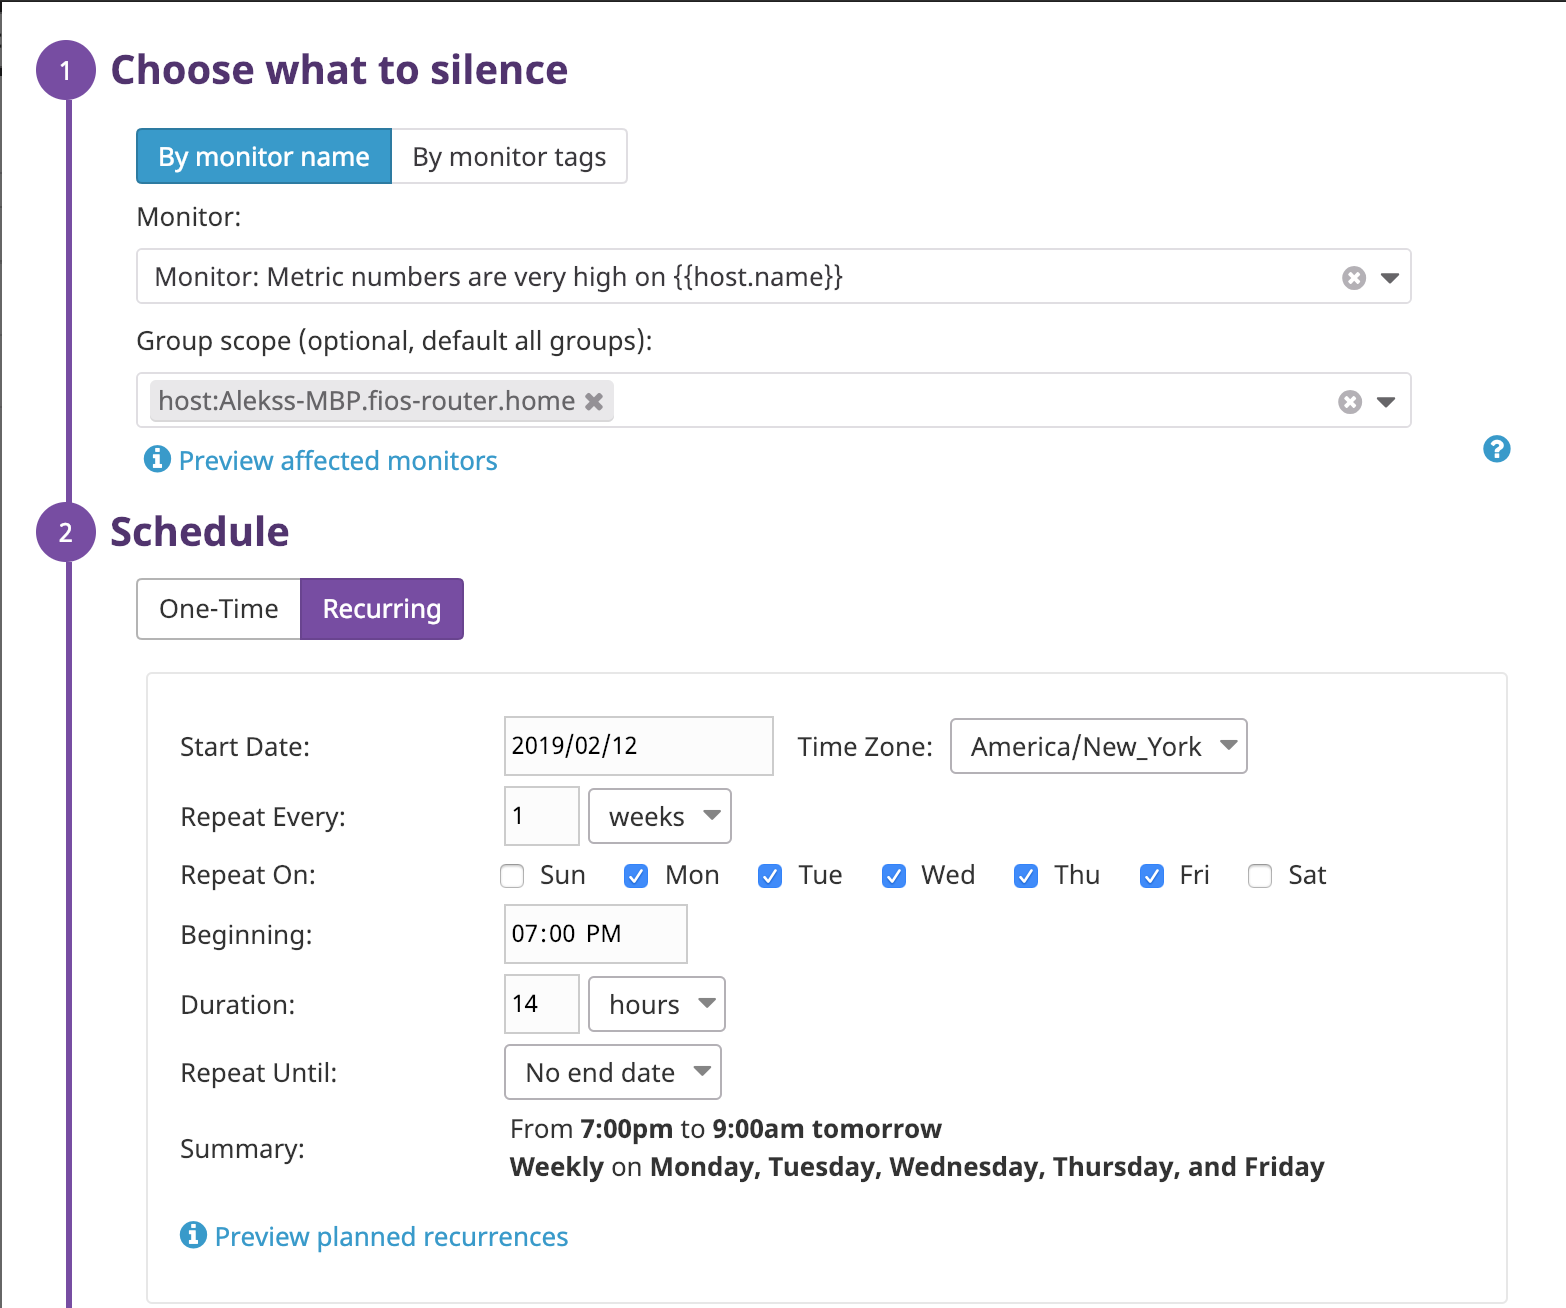 1 Choose what to silence
By monitor name By monitor tags
Monitor:
Monitor: Metric numbers are very high on {{host.name}}
Group scope (optional, default all groups):
host:Alekss-MBP.fios-router.home
Preview affected monitors
?
2 Schedule
One-Time Recurring
Start Date: 2019/02/12 Time Zone: America/New_York
Repeat Every: 1 weeks
Repeat On: Sun Mon Tue Wed Thu Fri Sat
Beginning: 07:00 PM
Duration: 14 hours
Repeat Until: No end date
Summary: From 7:00pm to 9:00am tomorrow
Weekly on Monday, Tuesday, Wednesday, Thursday, and Friday
Preview planned recurrences